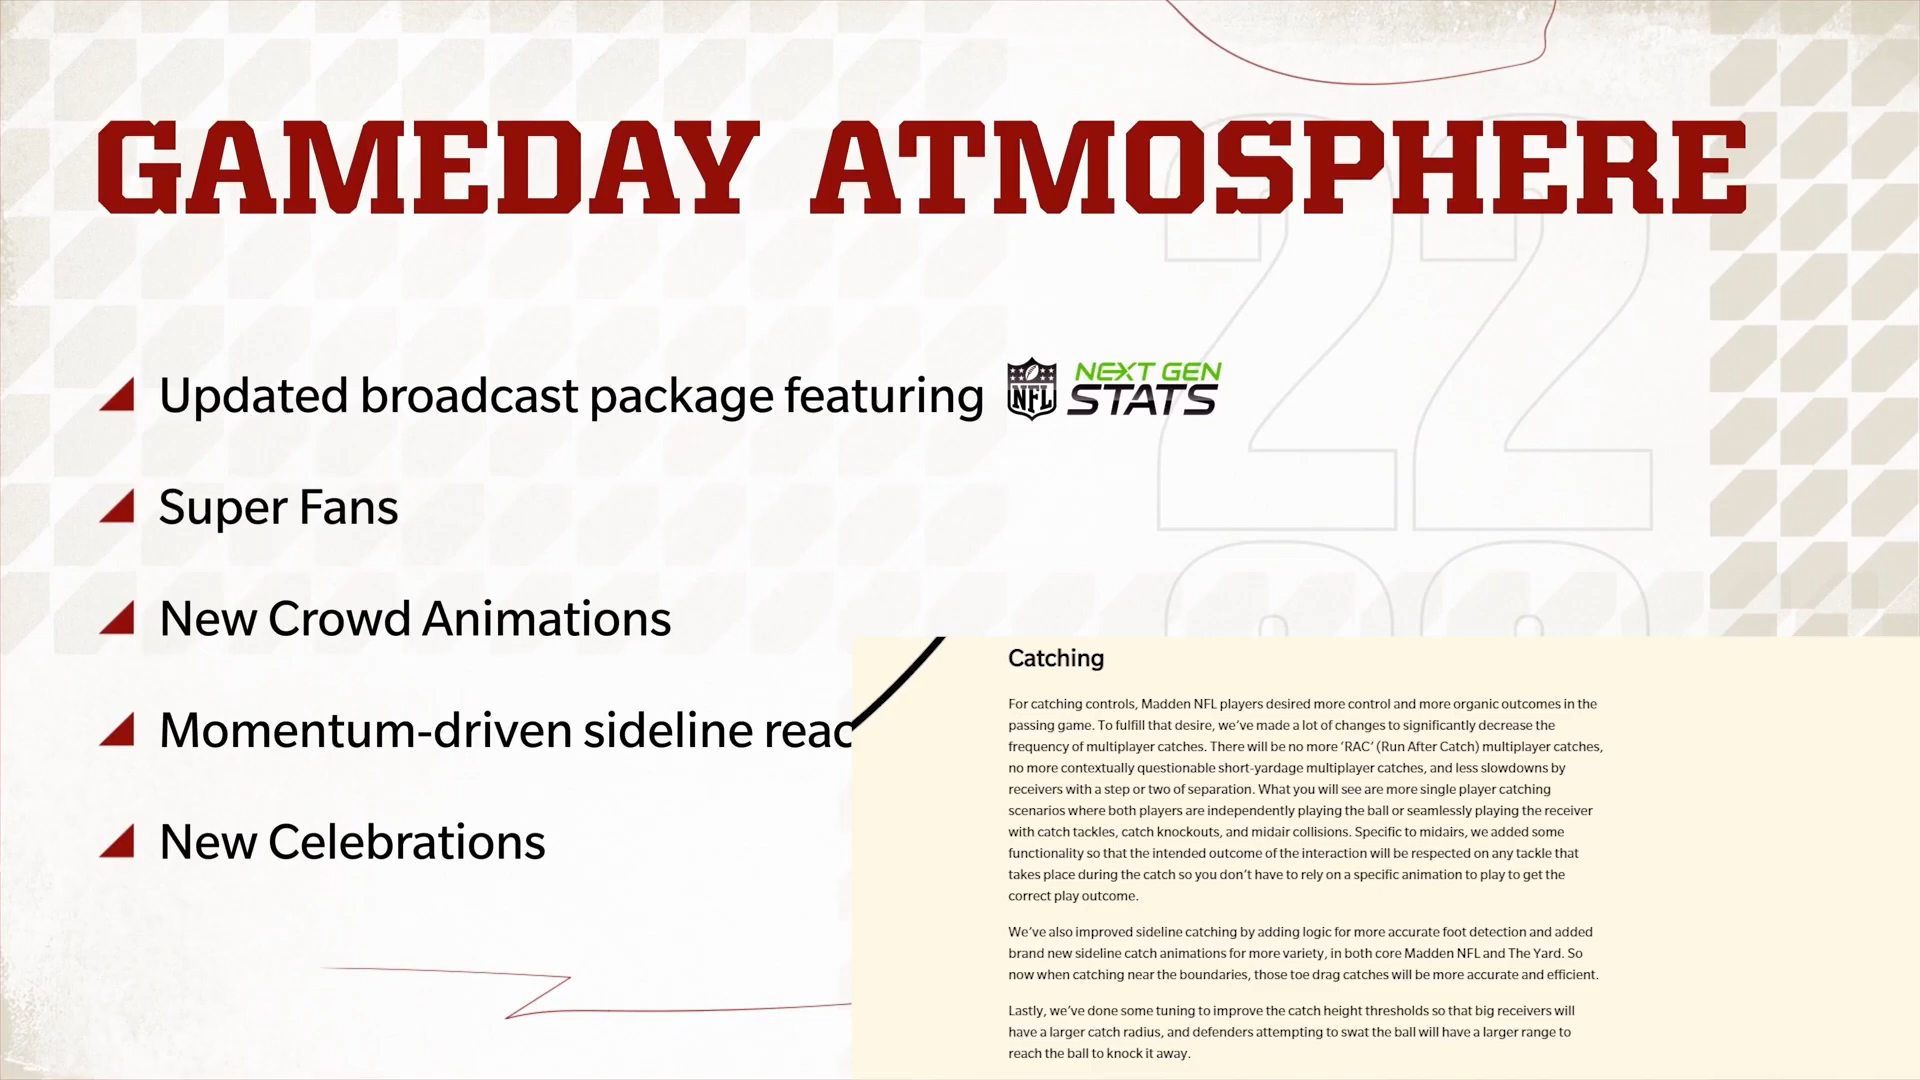 GAMEDAY ATMOSPHERE
22
Updated broadcast package featuring NFL NEXT GEN STATS
Super Fans
New Crowd Animations
Momentum-driven sideline reac
New Celebrations
Catching
For catching controls, Madden NFL players desired more control and more organic outcomes in the
passing game. To fulfill that desire, we’ve made a lot of changes to significantly decrease the
frequency of multiplayer catches. There will be no more ‘RAC’ (Run After Catch) multiplayer catches,
no more contextually questionable short-yardage multiplayer catches, and less slowdowns by
receivers with a step or two of separation. What you will see are more single player catching
scenarios where both players are independently playing the ball or seamlessly playing the receiver
with catch tackles, catch knockouts, and midair collisions. Specific to midairs, we added some
functionality so that the intended outcome of the interaction will be respected on any tackle that
takes place during the catch so you don’t have to rely on a specific animation to play to get the
correct play outcome.
We’ve also improved sideline catching by adding logic for more accurate foot detection and added
brand new sideline catch animations for more variety, in both core Madden NFL and The Yard. So
now when catching near the boundaries, those toe drag catches will be more accurate and efficient.
Lastly, we’ve done some tuning to improve the catch height thresholds so that big receivers will
have a larger catch radius, and defenders attempting to swat the ball will have a larger range to
reach the ball to knock it away.